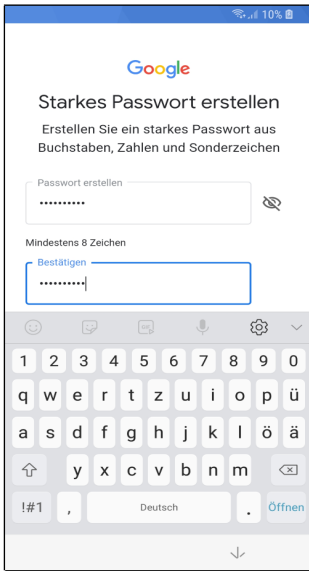 10%
Google
Starkes Passwort erstellen
Erstellen Sie ein starkes Passwort aus
Buchstaben, Zahlen und Sonderzeichen
Passwort erstellen
••••••••••
Mindestens 8 Zeichen
Bestätigen
••••••••••
GIF
1 2 3 4 5 6 7 8 9 0
q w e r t z u i o p ü
a s d f g h j k l ö ä
y x c v b n m
!#1 , Deutsch . Öffnen